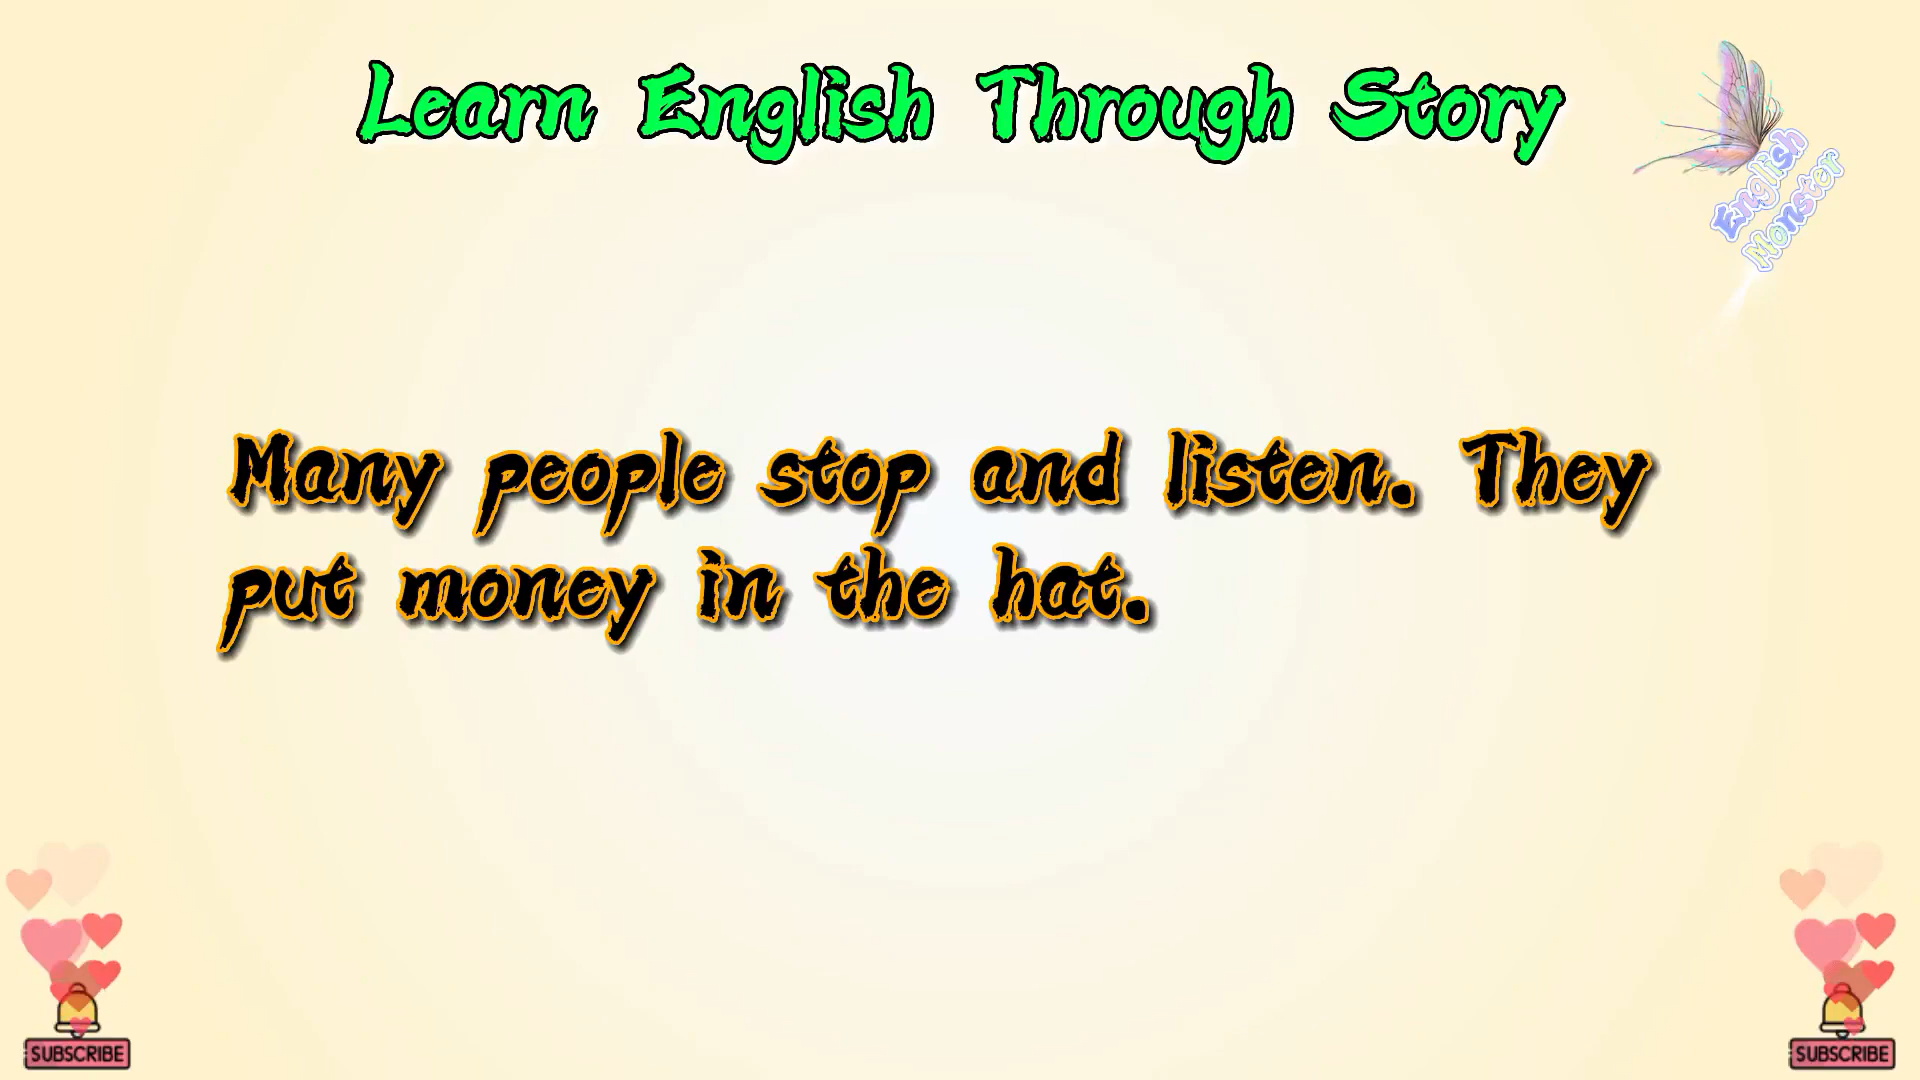 Learn English Through Story
English
Monster
Many people stop and listen. They
put money in the hat.
SUBSCRIBE
SUBSCRIBE